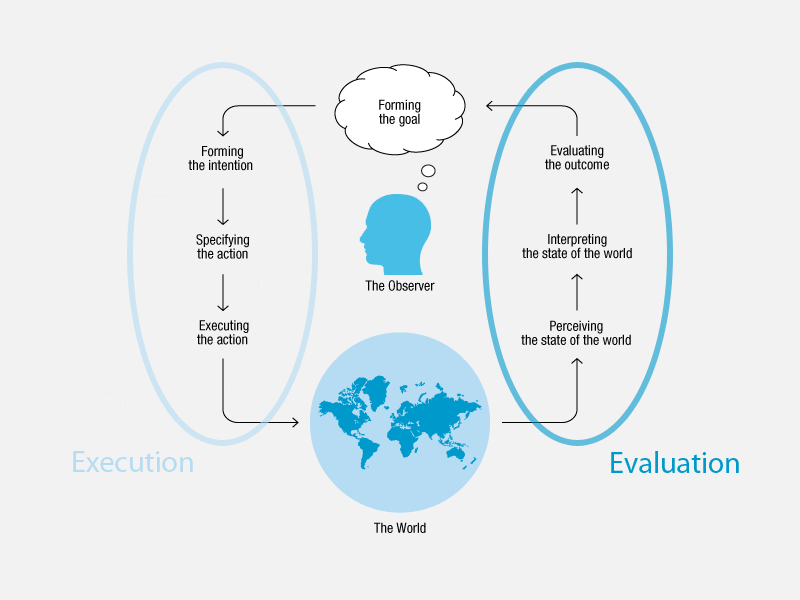 Forming
the goal
Forming
the intention
Specifying
the action
Executing
the action
The Observer
Evaluating
the outcome
Interpreting
the state of the world
Perceiving
the state of the world
Execution
Evaluation
The World